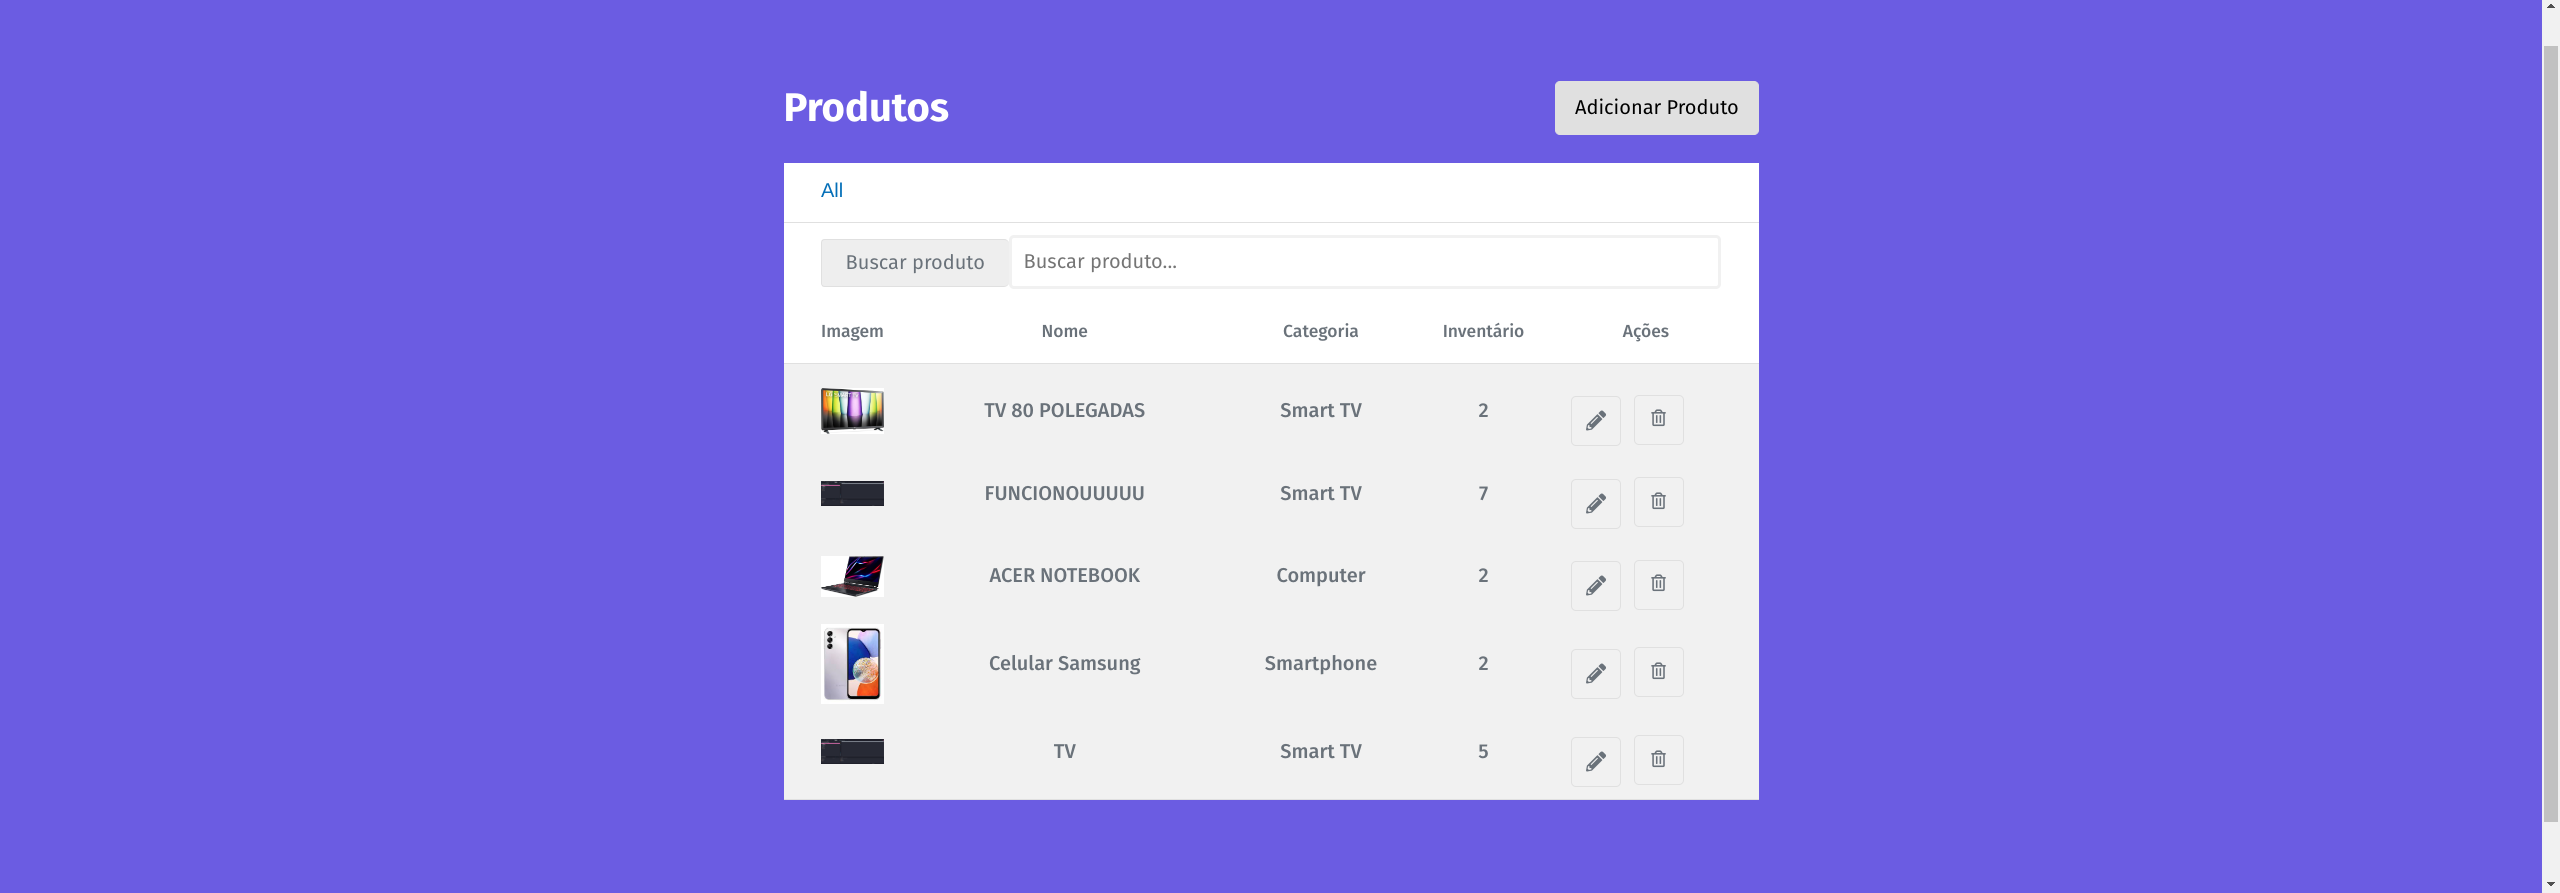 Produtos
Adicionar Produto
All
Buscar produto
Buscar produto...
Imagem Nome Categoria Inventário Ações
TV 80 POLEGADAS Smart TV 2
FUNCIONOUUUUU Smart TV 7
ACER NOTEBOOK Computer 2
Celular Samsung Smartphone 2
TV Smart TV 5